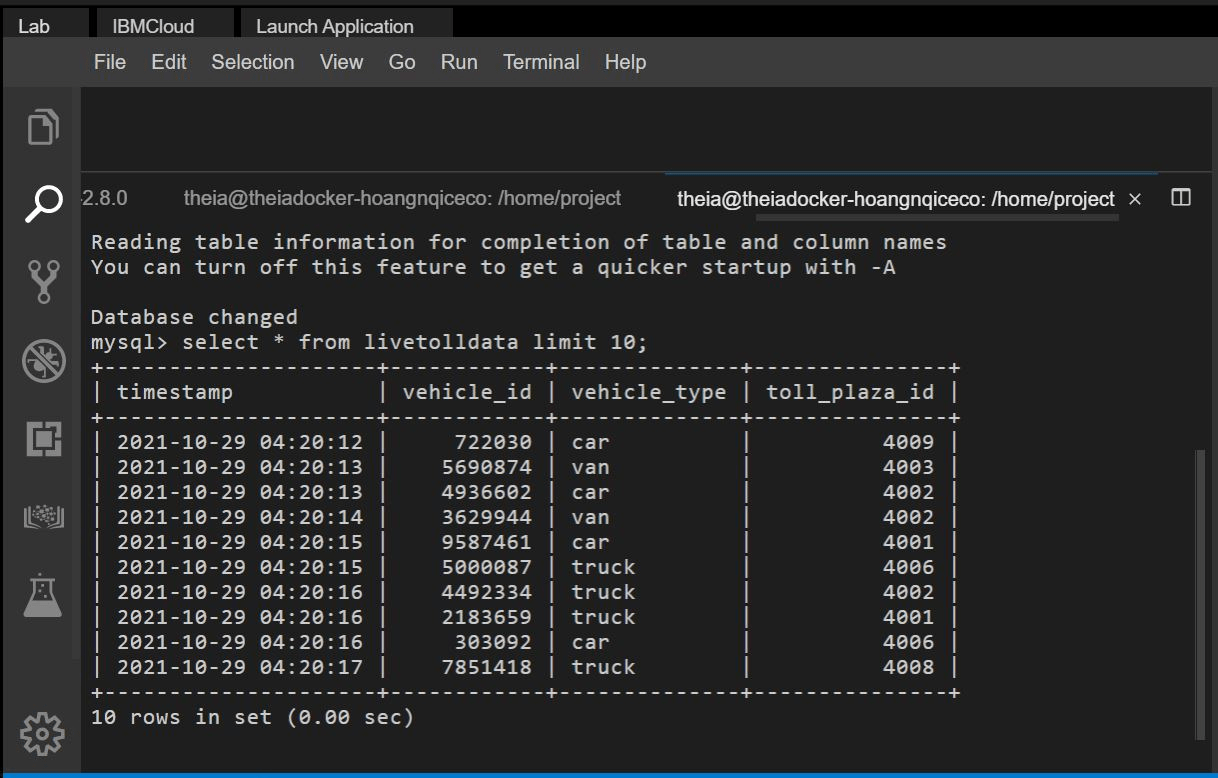 Lab IBMCloud Launch Application
File Edit Selection View Go Run Terminal Help
2.8.0 theia@theiadocker-hoangnqiceco: /home/project theia@theiadocker-hoangnqiceco: /home/project ×
Reading table information for completion of table and column names
You can turn off this feature to get a quicker startup with -A
Database changed
mysql> select * from livetolldata limit 10;
+---------------------+------------+--------------+---------------+
| timestamp           | vehicle_id | vehicle_type | toll_plaza_id |
+---------------------+------------+--------------+---------------+
| 2021-10-29 04:20:12 |     722030 | car          |          4009 |
| 2021-10-29 04:20:13 |    5690874 | van          |          4003 |
| 2021-10-29 04:20:13 |    4936602 | car          |          4002 |
| 2021-10-29 04:20:14 |    3629944 | van          |          4002 |
| 2021-10-29 04:20:15 |    9587461 | car          |          4001 |
| 2021-10-29 04:20:15 |    5000087 | truck        |          4006 |
| 2021-10-29 04:20:16 |    4492334 | truck        |          4002 |
| 2021-10-29 04:20:16 |    2183659 | truck        |          4001 |
| 2021-10-29 04:20:16 |     303092 | car          |          4006 |
| 2021-10-29 04:20:17 |    7851418 | truck        |          4008 |
+---------------------+------------+--------------+---------------+
10 rows in set (0.00 sec)